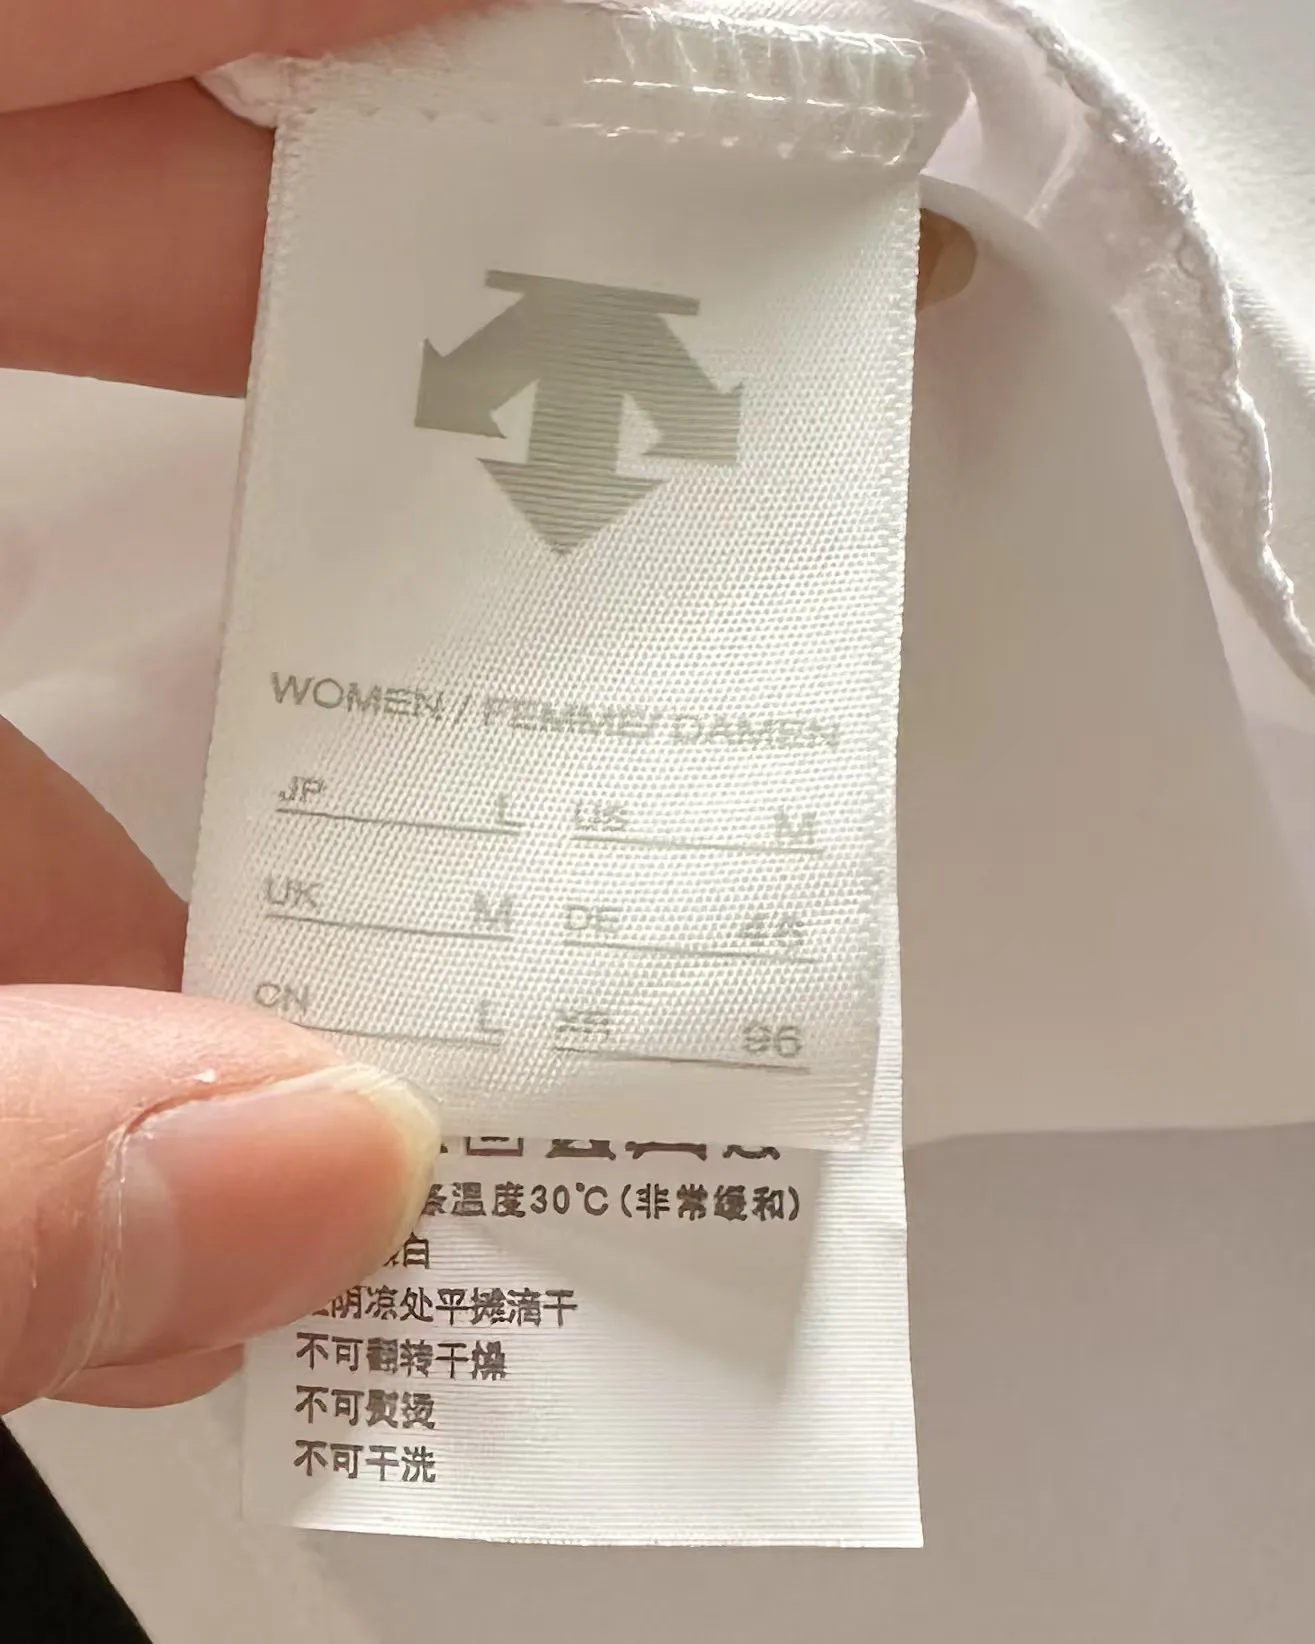 WOMEN / FEMME/ DAMEN
JP L US M
UK M DE
CN L 96
温度30℃(非常缓和)
白
阴凉处平摊滴干
不可翻转干燥
不可熨烫
不可干洗